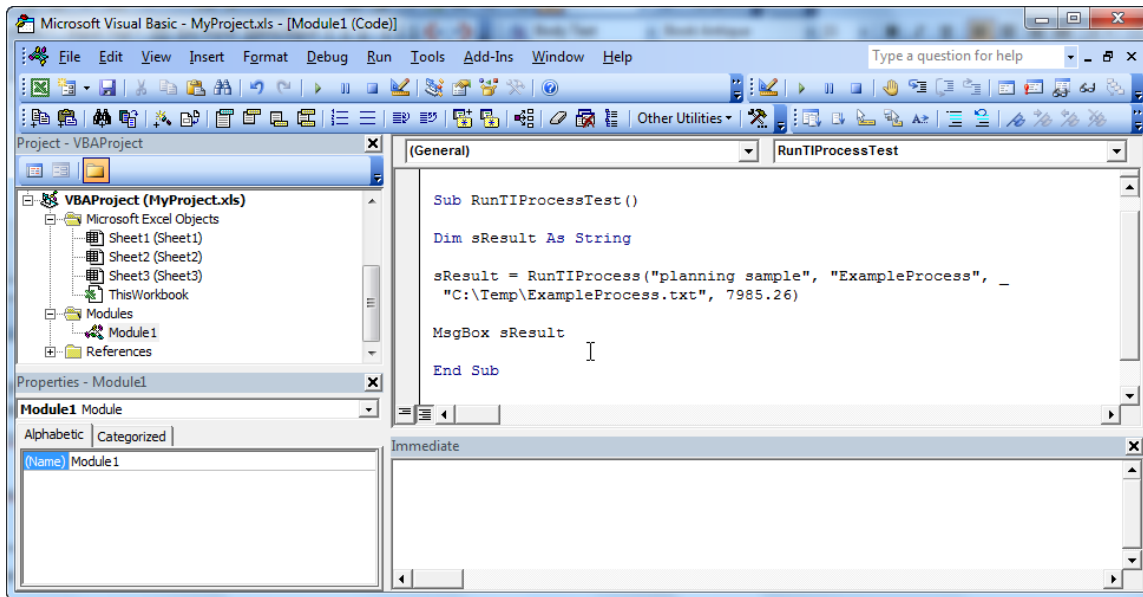 Microsoft Visual Basic - MyProject.xls - [Module1 (Code)]
File Edit View Insert Format Debug Run Tools Add-Ins Window Help
Type a question for help
Other Utilities
Project - VBAProject
VBAProject (MyProject.xls)
Microsoft Excel Objects
Sheet1 (Sheet1)
Sheet2 (Sheet2)
Sheet3 (Sheet3)
ThisWorkbook
Modules
Module1
References
Properties - Module1
Module1 Module
Alphabetic Categorized
(Name) Module1
(General) RunTIProcessTest
Sub RunTIProcessTest()
Dim sResult As String
sResult = RunTIProcess("planning sample", "ExampleProcess", _
"C:\Temp\ExampleProcess.txt", 7985.26)
MsgBox sResult
End Sub
Immediate